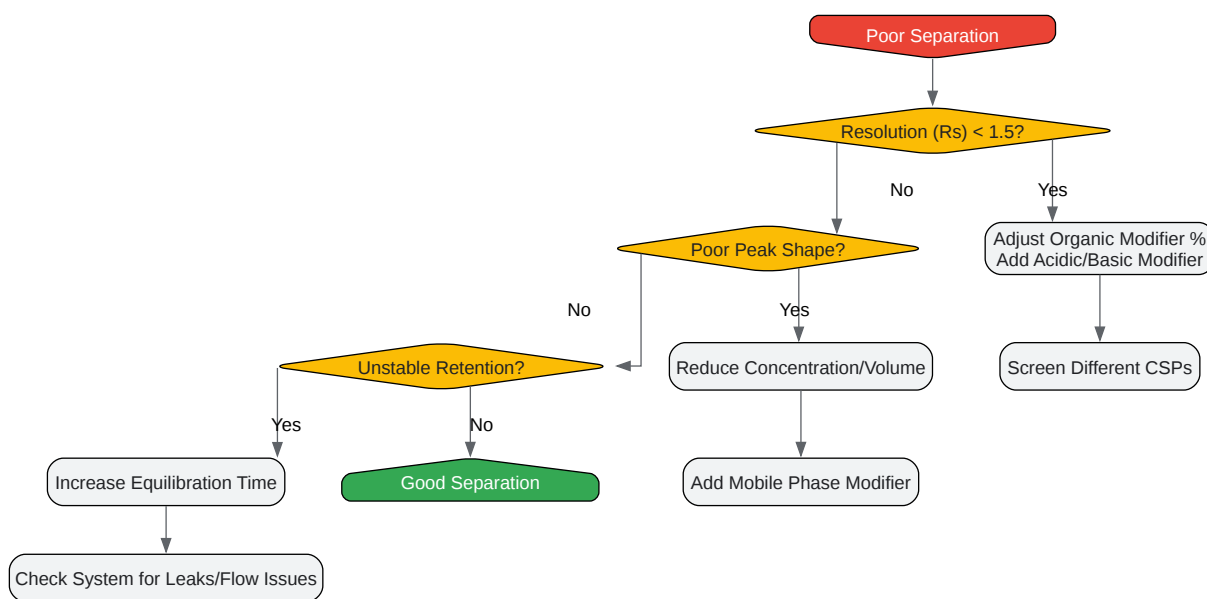 Poor Separation
Resolution (Rs) < 1.5?
No
Yes
Poor Peak Shape?
Adjust Organic Modifier %
Add Acidic/Basic Modifier
No
Yes
Unstable Retention?
Reduce Concentration/Volume
Screen Different CSPs
Yes
No
Increase Equilibration Time
Good Separation
Add Mobile Phase Modifier
Check System for Leaks/Flow Issues